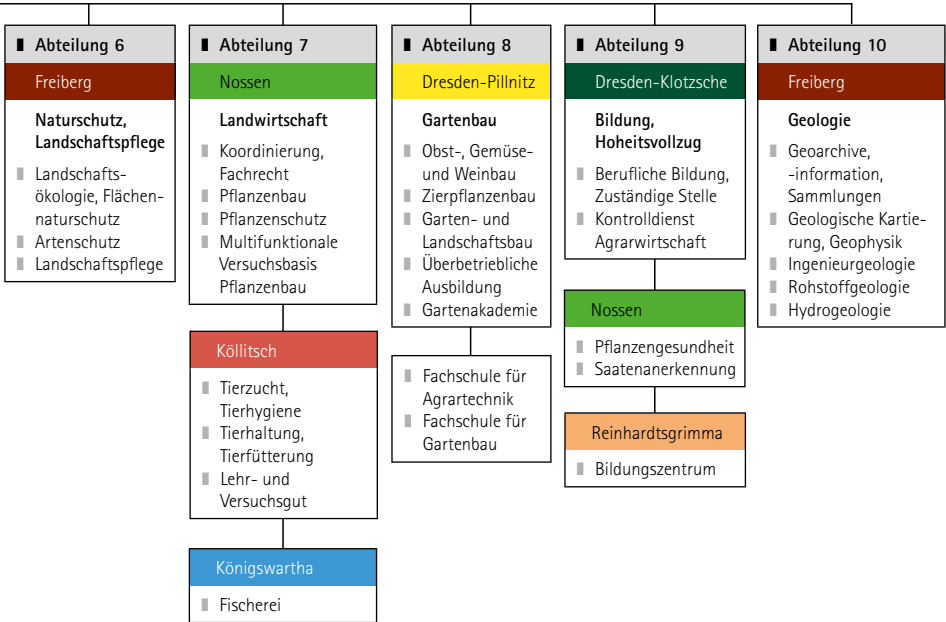 Abteilung 6
Freiberg
Naturschutz,
Landschaftspflege
Landschafts-
ökologie, Flächen-
naturschutz
Artenschutz
Landschaftspflege
Abteilung 7
Nossen
Landwirtschaft
Koordinierung,
Fachrecht
Pflanzenbau
Pflanzenschutz
Multifunktionale
Versuchsbasis
Pflanzenbau
Köllitsch
Tierzucht,
Tierhygiene
Tierhaltung,
Tierfütterung
Lehr- und
Versuchsgut
Königswartha
Fischerei
Abteilung 8
Dresden-Pillnitz
Gartenbau
Obst-, Gemüse-
und Weinbau
Zierpflanzenbau
Garten- und
Landschaftsbau
Überbetriebliche
Ausbildung
Gartenakademie
Fachschule für
Agrartechnik
Fachschule für
Gartenbau
Abteilung 9
Dresden-Klotzsche
Bildung,
Hoheitsvollzug
Berufliche Bildung,
Zuständige Stelle
Kontrolldienst
Agrarwirtschaft
Nossen
Pflanzengesundheit
Saatenanerkennung
Reinhardtsgrimma
Bildungszentrum
Abteilung 10
Freiberg
Geologie
Geoarchive,
-information,
Sammlungen
Geologische Kartie-
rung, Geophysik
Ingenieurgeologie
Rohstoffgeologie
Hydrogeologie